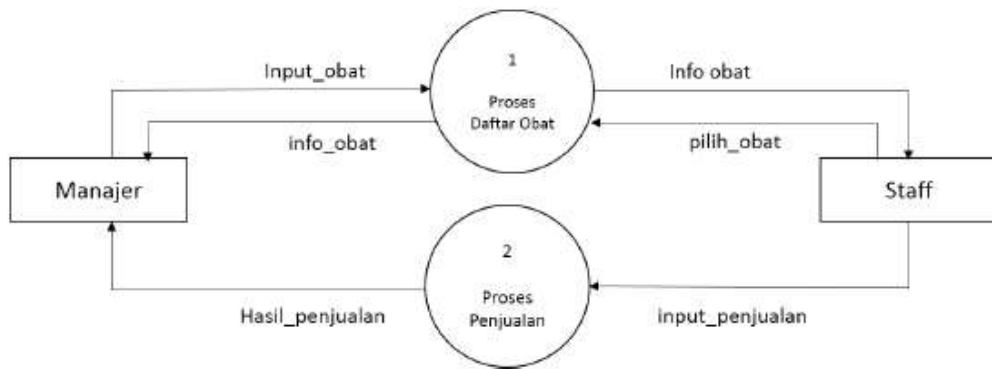 Input_obat
1
Proses
Daftar Obat
Info obat
info_obat
pilih_obat
Manajer
Staff
2
Proses
Penjualan
Hasil_penjualan
input_penjualan